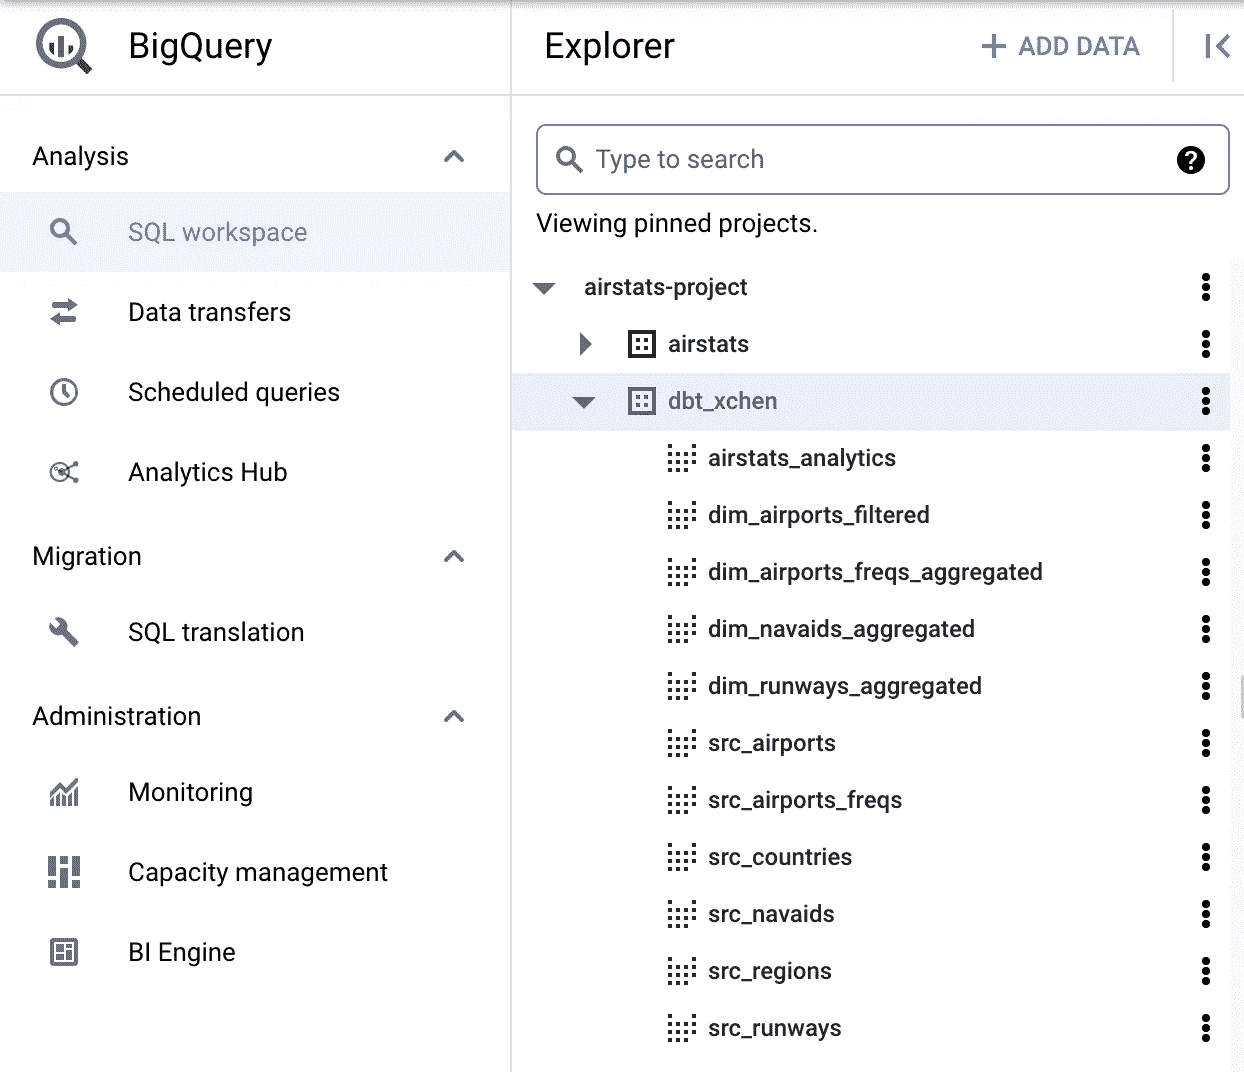 BigQuery
Analysis
SQL workspace
Data transfers
Scheduled queries
Analytics Hub
Migration
SQL translation
Administration
Monitoring
Capacity management
BI Engine
Explorer
ADD DATA
Type to search
Viewing pinned projects.
airstats-project
airstats
dbt_xchen
airstats_analytics
dim_airports_filtered
dim_airports_freqs_aggregated
dim_navaids_aggregated
dim_runways_aggregated
src_airports
src_airports_freqs
src_countries
src_navaids
src_regions
src_runways